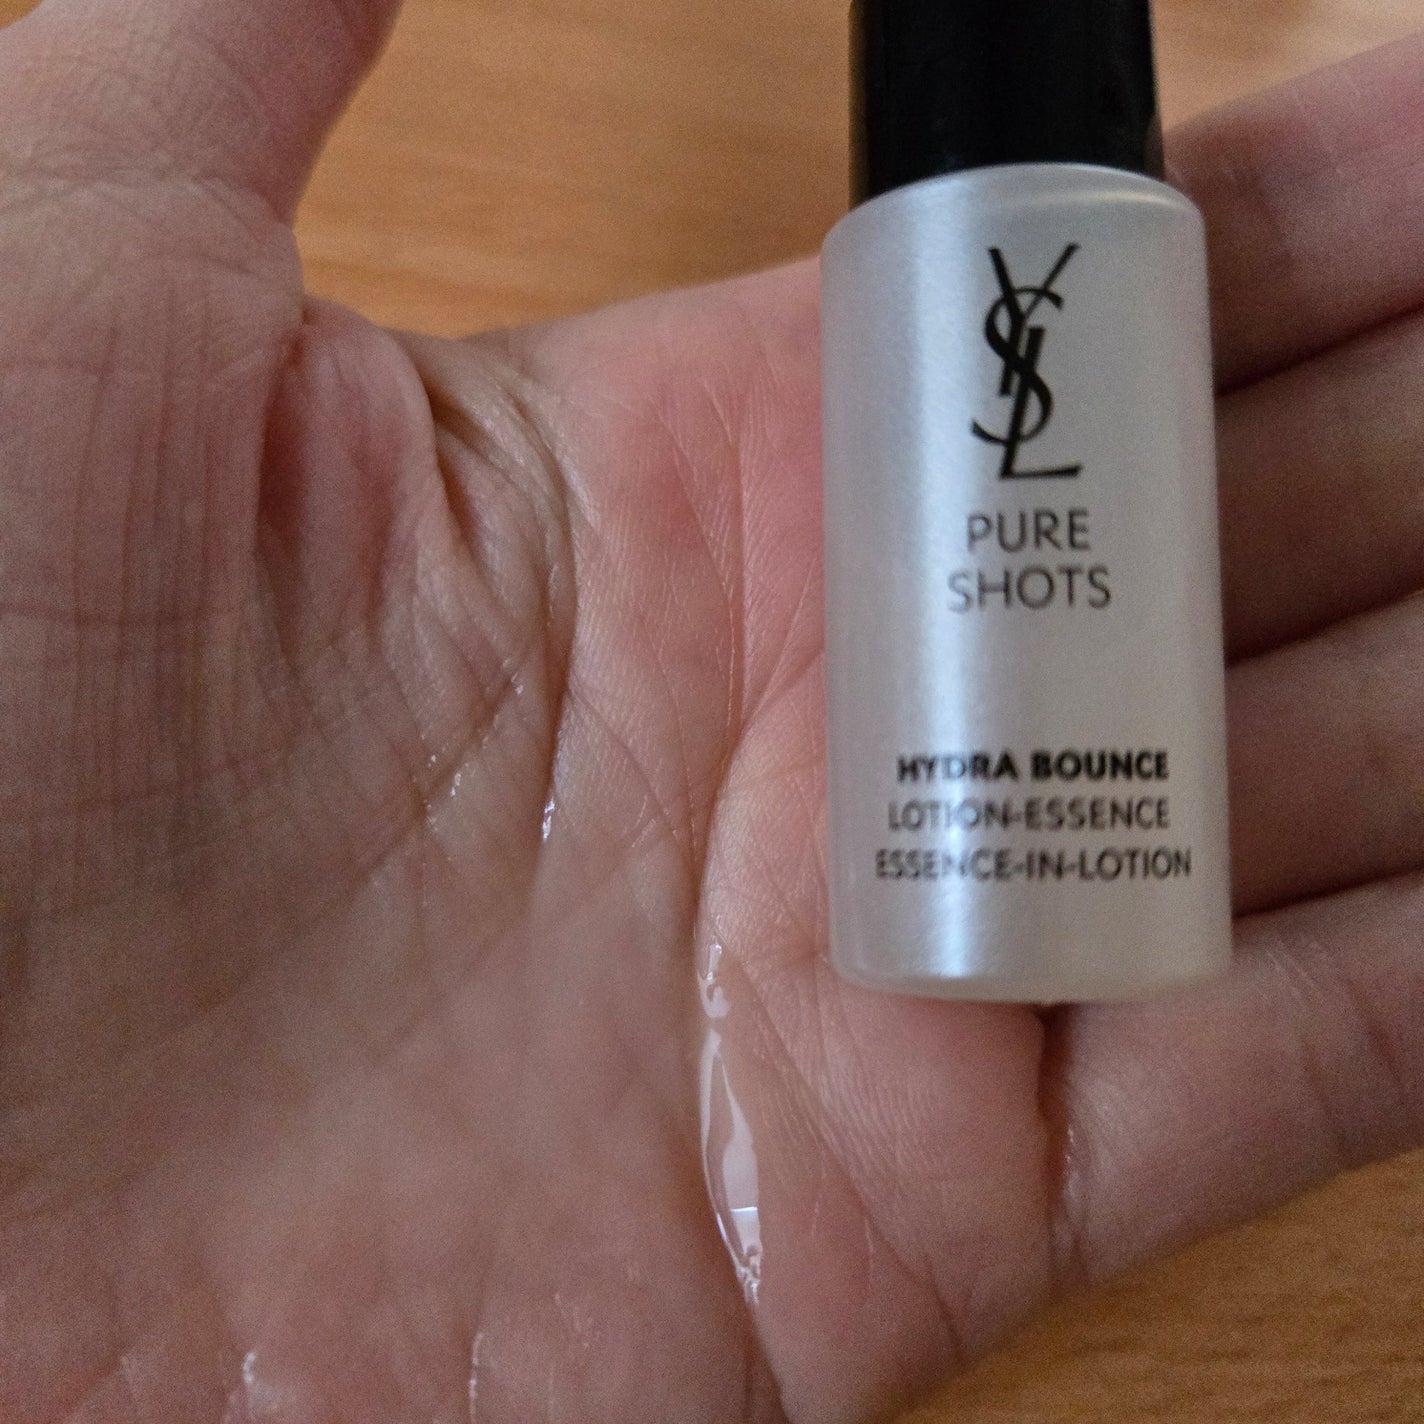 YSL
PURE
SHOTS
HYDRA BOUNCE
LOTION-ESSENCE
ESSENCE-IN-LOTION